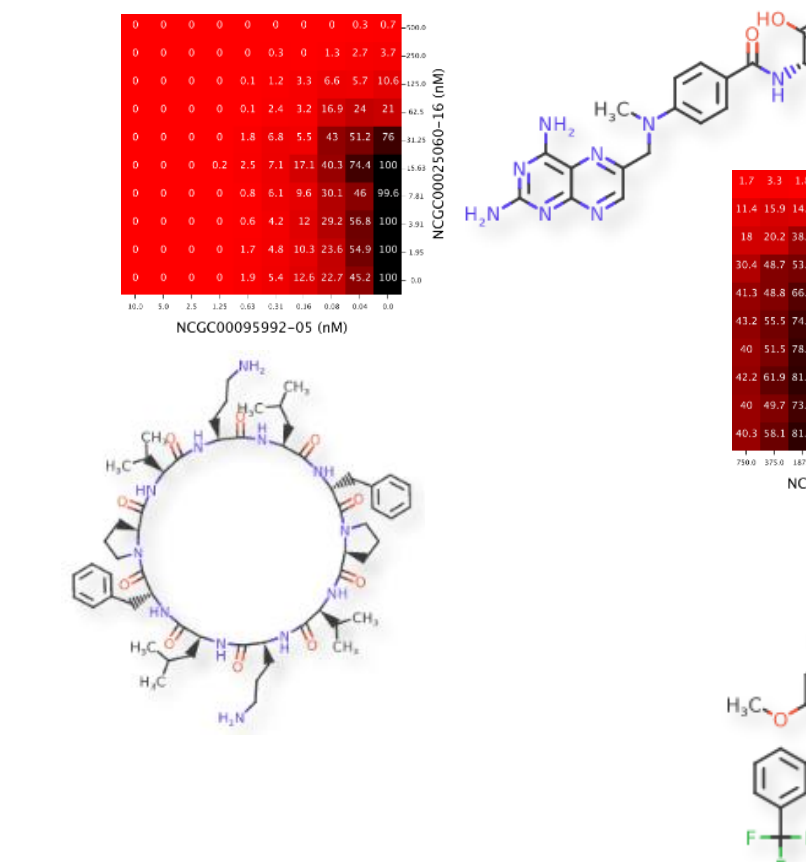 0 0 0 0 0 0 0 0 0.3 0.7 500.0
0 0 0 0 0 0.3 0 1.3 2.7 3.7 250.0
0 0 0 0 0.1 1.2 3.3 6.6 5.7 10.6 125.0
0 0 0 0 0.1 2.4 3.2 16.9 24 21 62.5
0 0 0 0 1.8 6.8 5.5 43 51.2 76 31.25
0 0 0 0.2 2.5 7.1 17.1 40.3 74.4 100 15.63
0 0 0 0 0.8 6.1 9.6 30.1 46 99.6 7.81
0 0 0 0 0.6 4.2 12 29.2 56.8 100 3.91
0 0 0 0 1.7 4.8 10.3 23.6 54.9 100 1.95
0 0 0 0 1.9 5.4 12.6 22.7 45.2 100 0.0
10.0 5.0 2.5 1.25 0.63 0.31 0.16 0.08 0.04 0.0
NCGC00095992-05 (nM)
NCGC00025060-16 (nM)
HO
O
N
H
H₃C
N
NH₂
N
N
H₂N
N
N
1.7 3.3
11.4 15.9
18 20.2
30.4 48.7
41.3 48.8
43.2 55.5
40 51.5
42.2 61.9
40 49.7
40.3 58.1
750.0 375.0
NC
NH₂
CH₃
H₃C
O
H
N
O
H
N
O
CH₃
H₃C
O
HN
NH
O
O
N
N
O
O
HN
NH
CH₃
CH₃
O
N
H
O
N
H
O
H₃C
H₃C
H₂N
H₃C
O
F